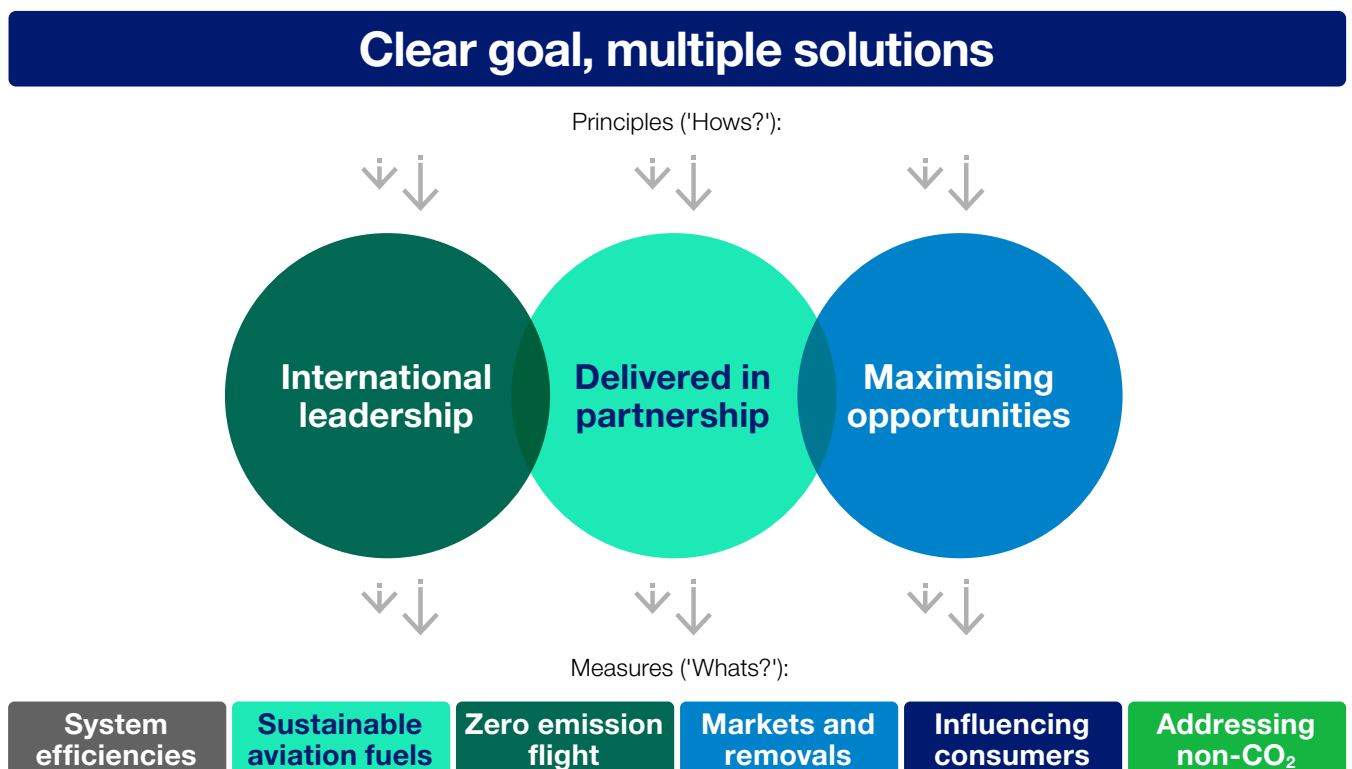 Clear goal, multiple solutions
Principles ('Hows?'):
International
leadership
Delivered in
partnership
Maximising
opportunities
Measures ('Whats?'):
System
efficiencies
Sustainable
aviation fuels
Zero emission
flight
Markets and
removals
Influencing
consumers
Addressing
non-CO₂